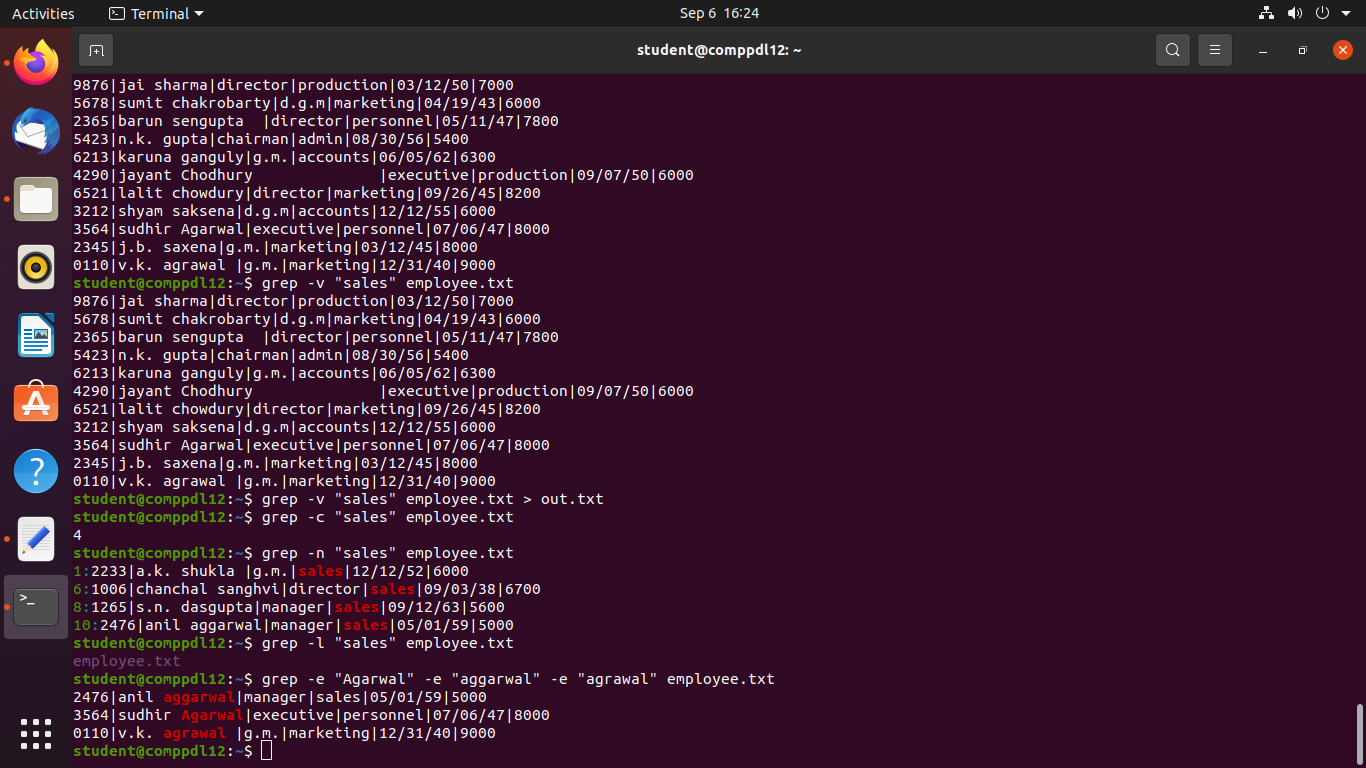 Activities Terminal Sep 6 16:24
student@comppdl12: ~
9876|jai sharma|director|production|03/12/50|7000
5678|sumit chakrobarty|d.g.m|marketing|04/19/43|6000
2365|barun sengupta  |director|personnel|05/11/47|7800
5423|n.k. gupta|chairman|admin|08/30/56|5400
6213|karuna ganguly|g.m.|accounts|06/05/62|6300
4290|jayant Chodhury              |executive|production|09/07/50|6000
6521|lalit chowdury|director|marketing|09/26/45|8200
3212|shyam saksena|d.g.m|accounts|12/12/55|6000
3564|sudhir Agarwal|executive|personnel|07/06/47|8000
2345|j.b. saxena|g.m.|marketing|03/12/45|8000
0110|v.k. agrawal |g.m.|marketing|12/31/40|9000
student@comppdl12:~$ grep -v "sales" employee.txt
9876|jai sharma|director|production|03/12/50|7000
5678|sumit chakrobarty|d.g.m|marketing|04/19/43|6000
2365|barun sengupta  |director|personnel|05/11/47|7800
5423|n.k. gupta|chairman|admin|08/30/56|5400
6213|karuna ganguly|g.m.|accounts|06/05/62|6300
4290|jayant Chodhury              |executive|production|09/07/50|6000
6521|lalit chowdury|director|marketing|09/26/45|8200
3212|shyam saksena|d.g.m|accounts|12/12/55|6000
3564|sudhir Agarwal|executive|personnel|07/06/47|8000
2345|j.b. saxena|g.m.|marketing|03/12/45|8000
0110|v.k. agrawal |g.m.|marketing|12/31/40|9000
student@comppdl12:~$ grep -v "sales" employee.txt > out.txt
student@comppdl12:~$ grep -c "sales" employee.txt
4
student@comppdl12:~$ grep -n "sales" employee.txt
1:2233|a.k. shukla |g.m.|sales|12/12/52|6000
6:1006|chanchal sanghvi|director|sales|09/03/38|6700
8:1265|s.n. dasgupta|manager|sales|09/12/63|5600
10:2476|anil aggarwal|manager|sales|05/01/59|5000
student@comppdl12:~$ grep -l "sales" employee.txt
employee.txt
student@comppdl12:~$ grep -e "Agarwal" -e "aggarwal" -e "agrawal" employee.txt
2476|anil aggarwal|manager|sales|05/01/59|5000
3564|sudhir Agarwal|executive|personnel|07/06/47|8000
0110|v.k. agrawal |g.m.|marketing|12/31/40|9000
student@comppdl12:~$